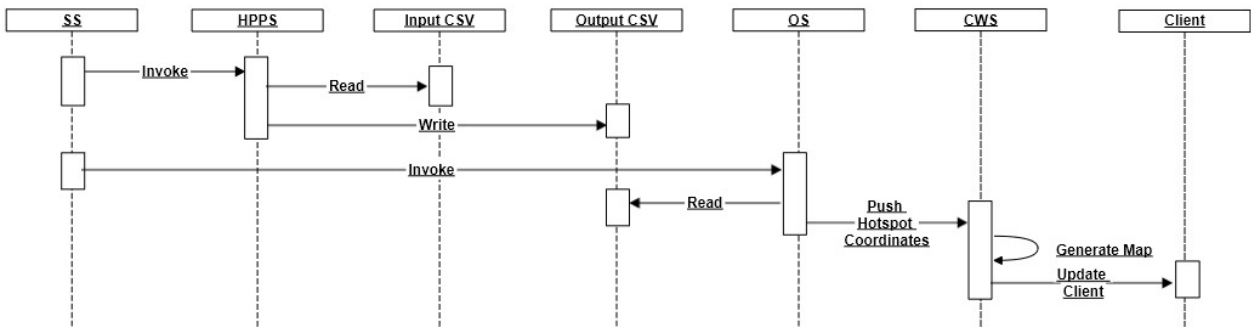 SS
HPPS
Input CSV
Output CSV
OS
CWS
Client
Invoke
Read
Write
Invoke
Read
Push
Hotspot
Coordinates
Generate Map
Update
Client